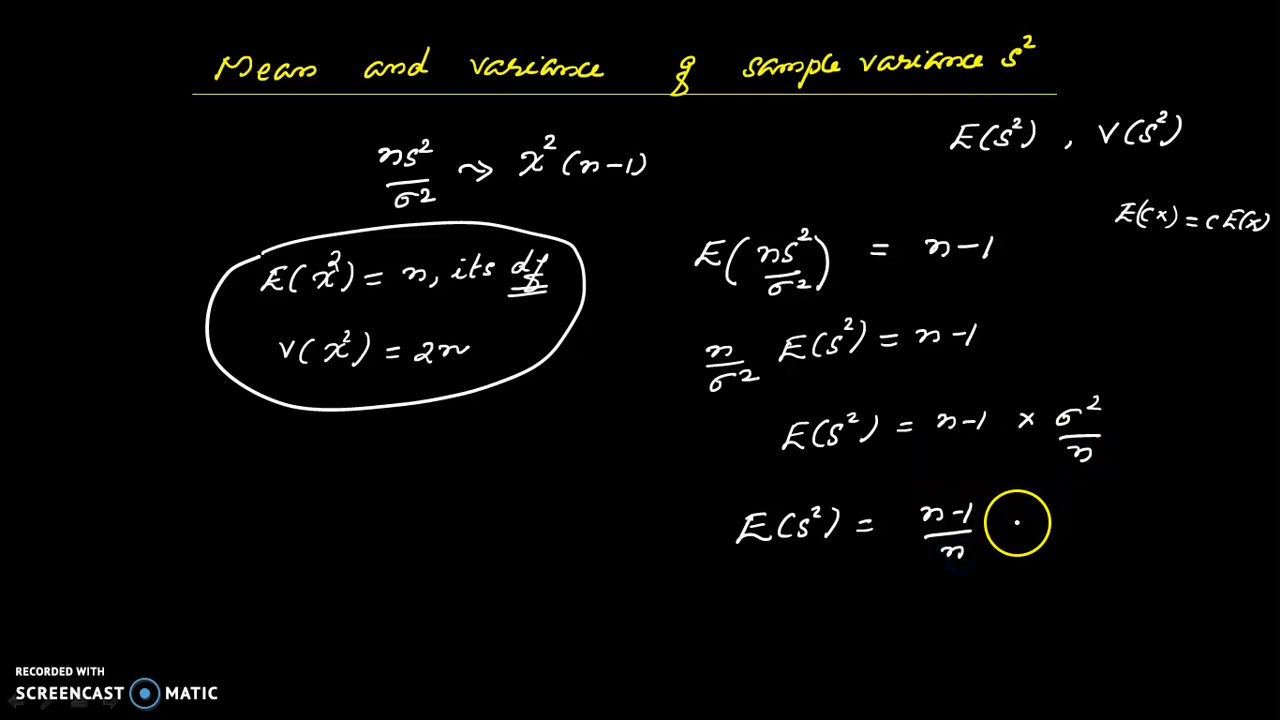 Mean and variance of sample variance s²
E(s²) , V(s²)
ns²/σ² ~> χ²(n-1)
E(cx) = c E(x)
E(χ²) = n, its df
V(χ²) = 2n
E(ns²/σ²) = n-1
n/σ² E(s²) = n-1
E(s²) = n-1 × σ²/n
E(s²) = n-1/n
RECORDED WITH
SCREENCAST MATIC